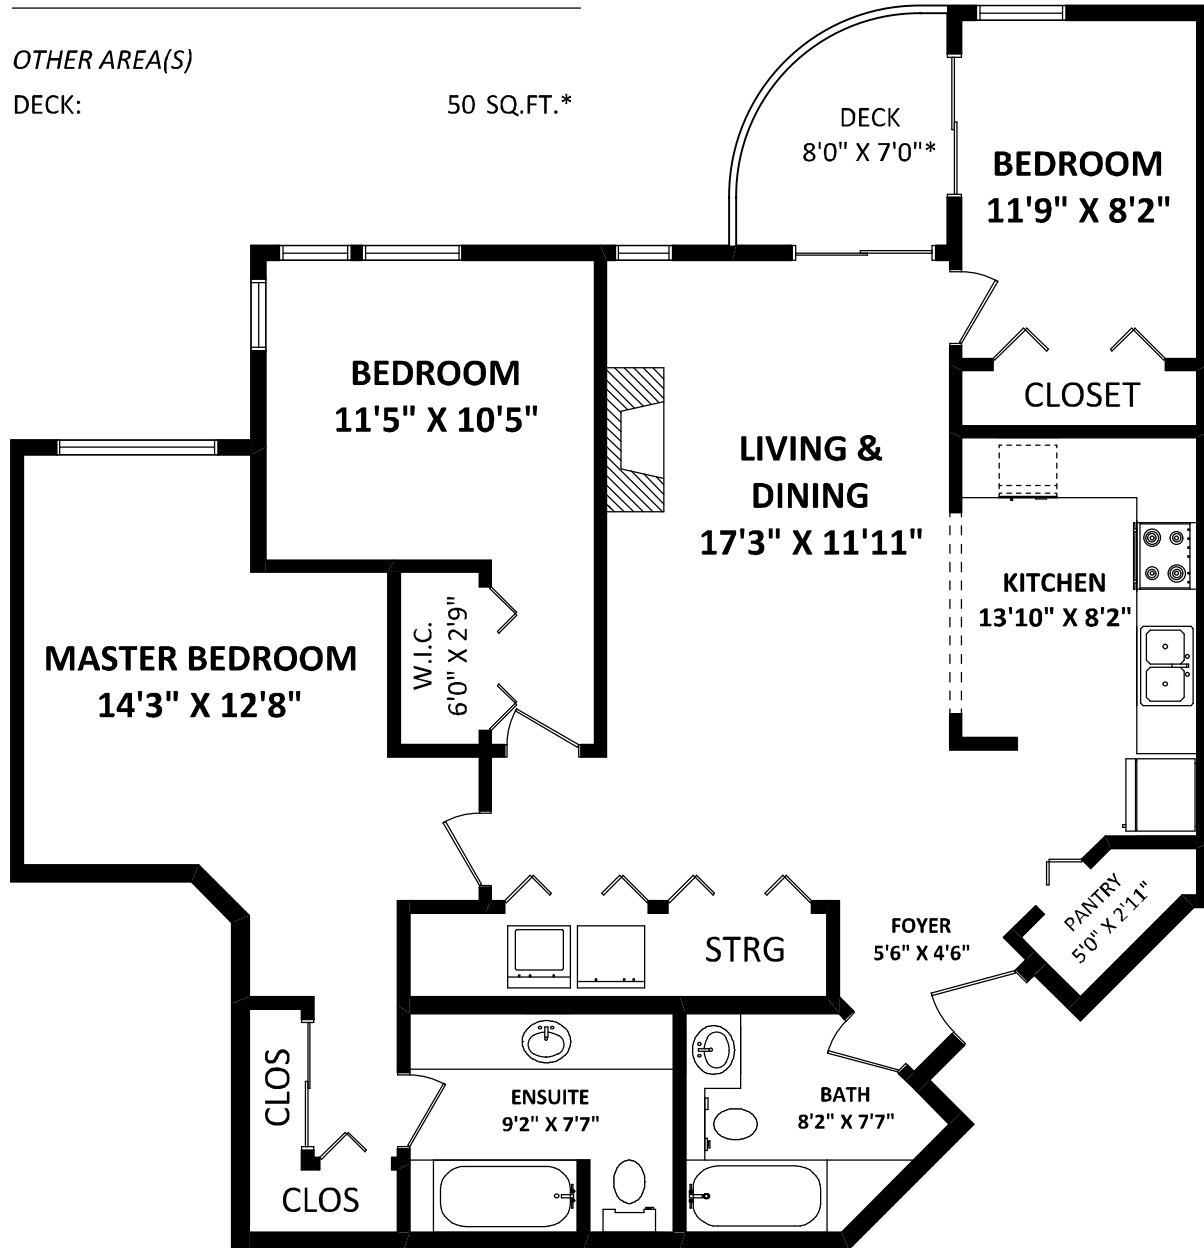 OTHER AREA(S)
DECK: 50 SQ.FT.*
DECK
8'0" X 7'0"*
BEDROOM
11'9" X 8'2"
CLOSET
BEDROOM
11'5" X 10'5"
LIVING &
DINING
17'3" X 11'11"
KITCHEN
13'10" X 8'2"
W.I.C.
6'0" X 2'9"
MASTER BEDROOM
14'3" X 12'8"
PANTRY
5'0" X 2'11"
FOYER
5'6" X 4'6"
STRG
CLOS
CLOS
ENSUITE
9'2" X 7'7"
BATH
8'2" X 7'7"